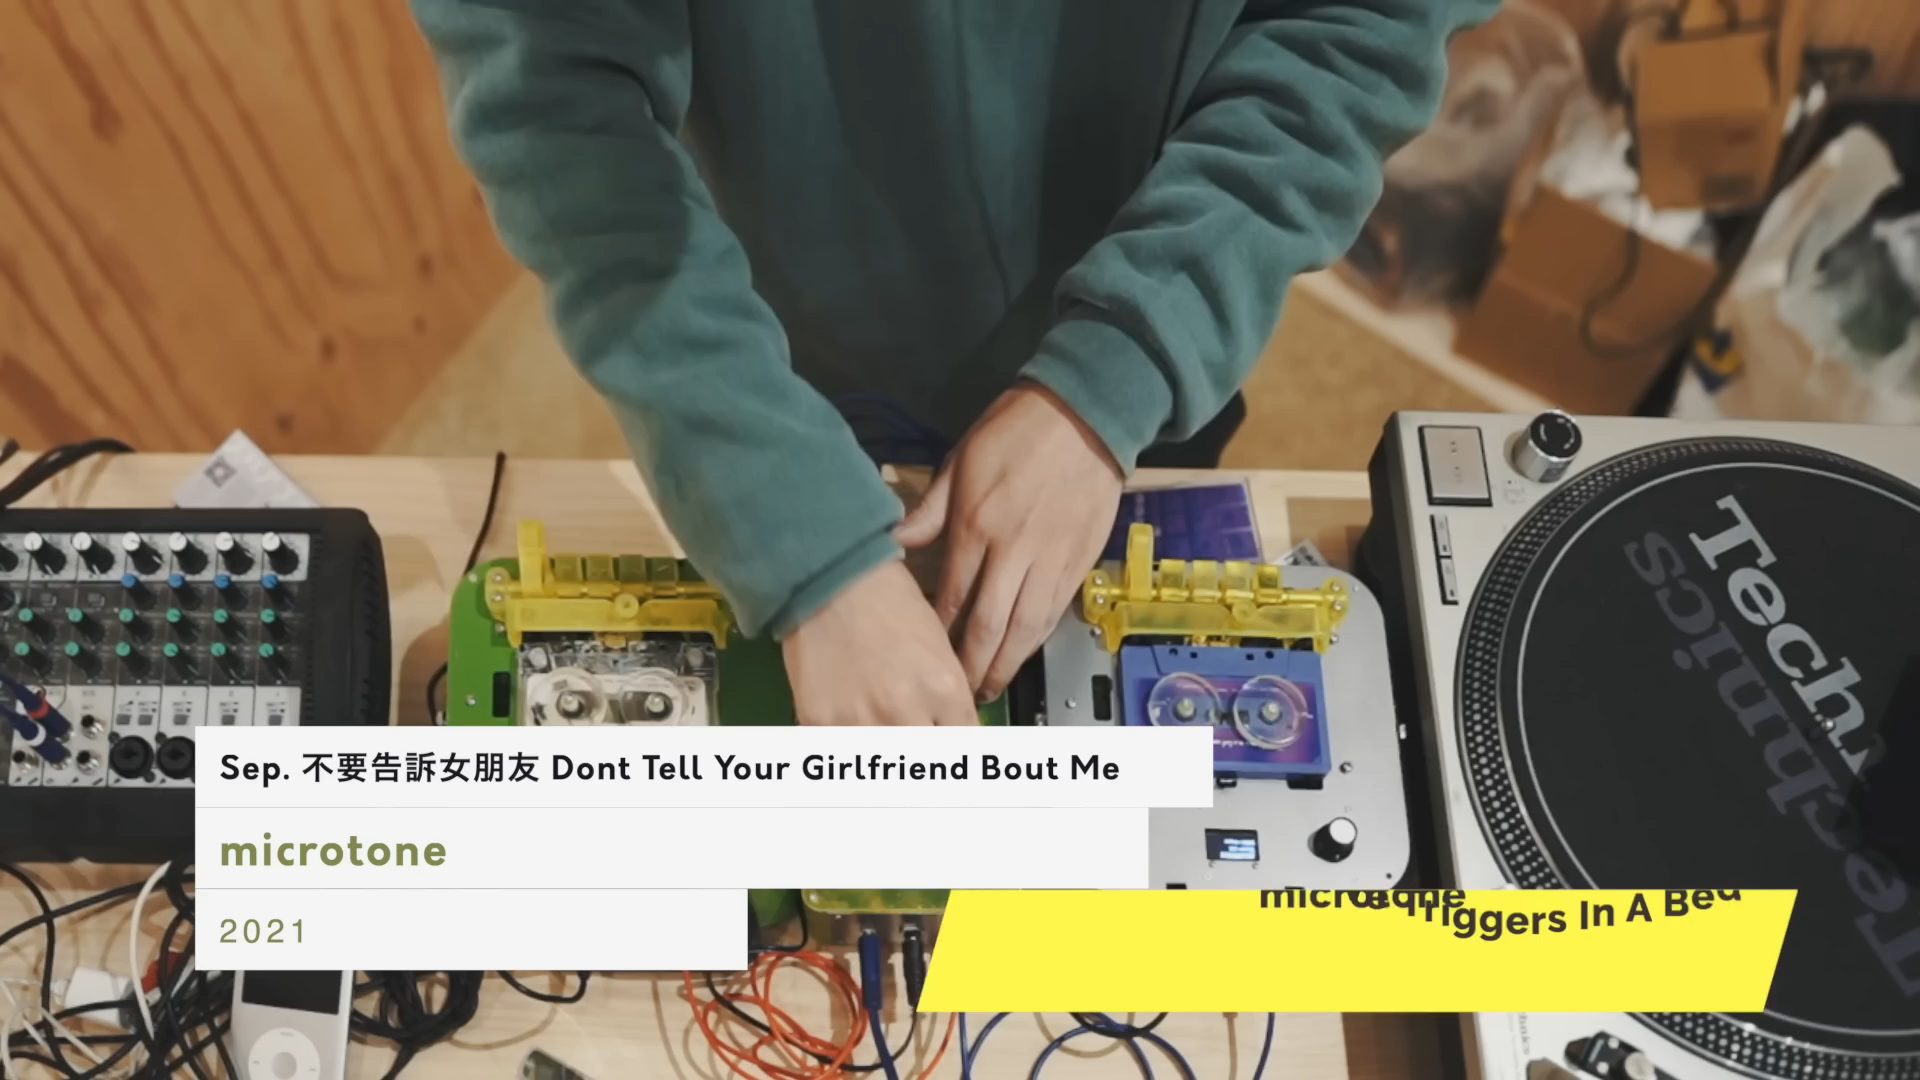 Sep. 不要告訴女朋友 Dont Tell Your Girlfriend Bout Me
microtone
2021
Triggers In A Bed
Technics
Technics